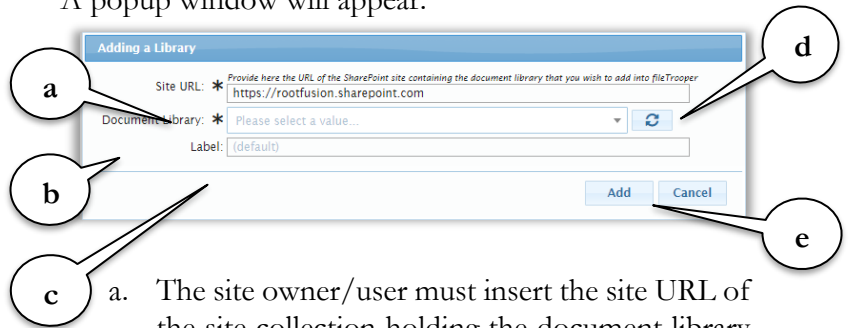 A popup window will appear.
Adding a Library
d
a
Provide here the URL of the SharePoint site containing the document library that you wish to add into fileTrooper
Site URL: * https://rootfusion.sharepoint.com
Document Library: * Please select a value...
Label: (default)
b
Add Cancel
e
c
a. The site owner/user must insert the site URL of
the site collection holding the document library